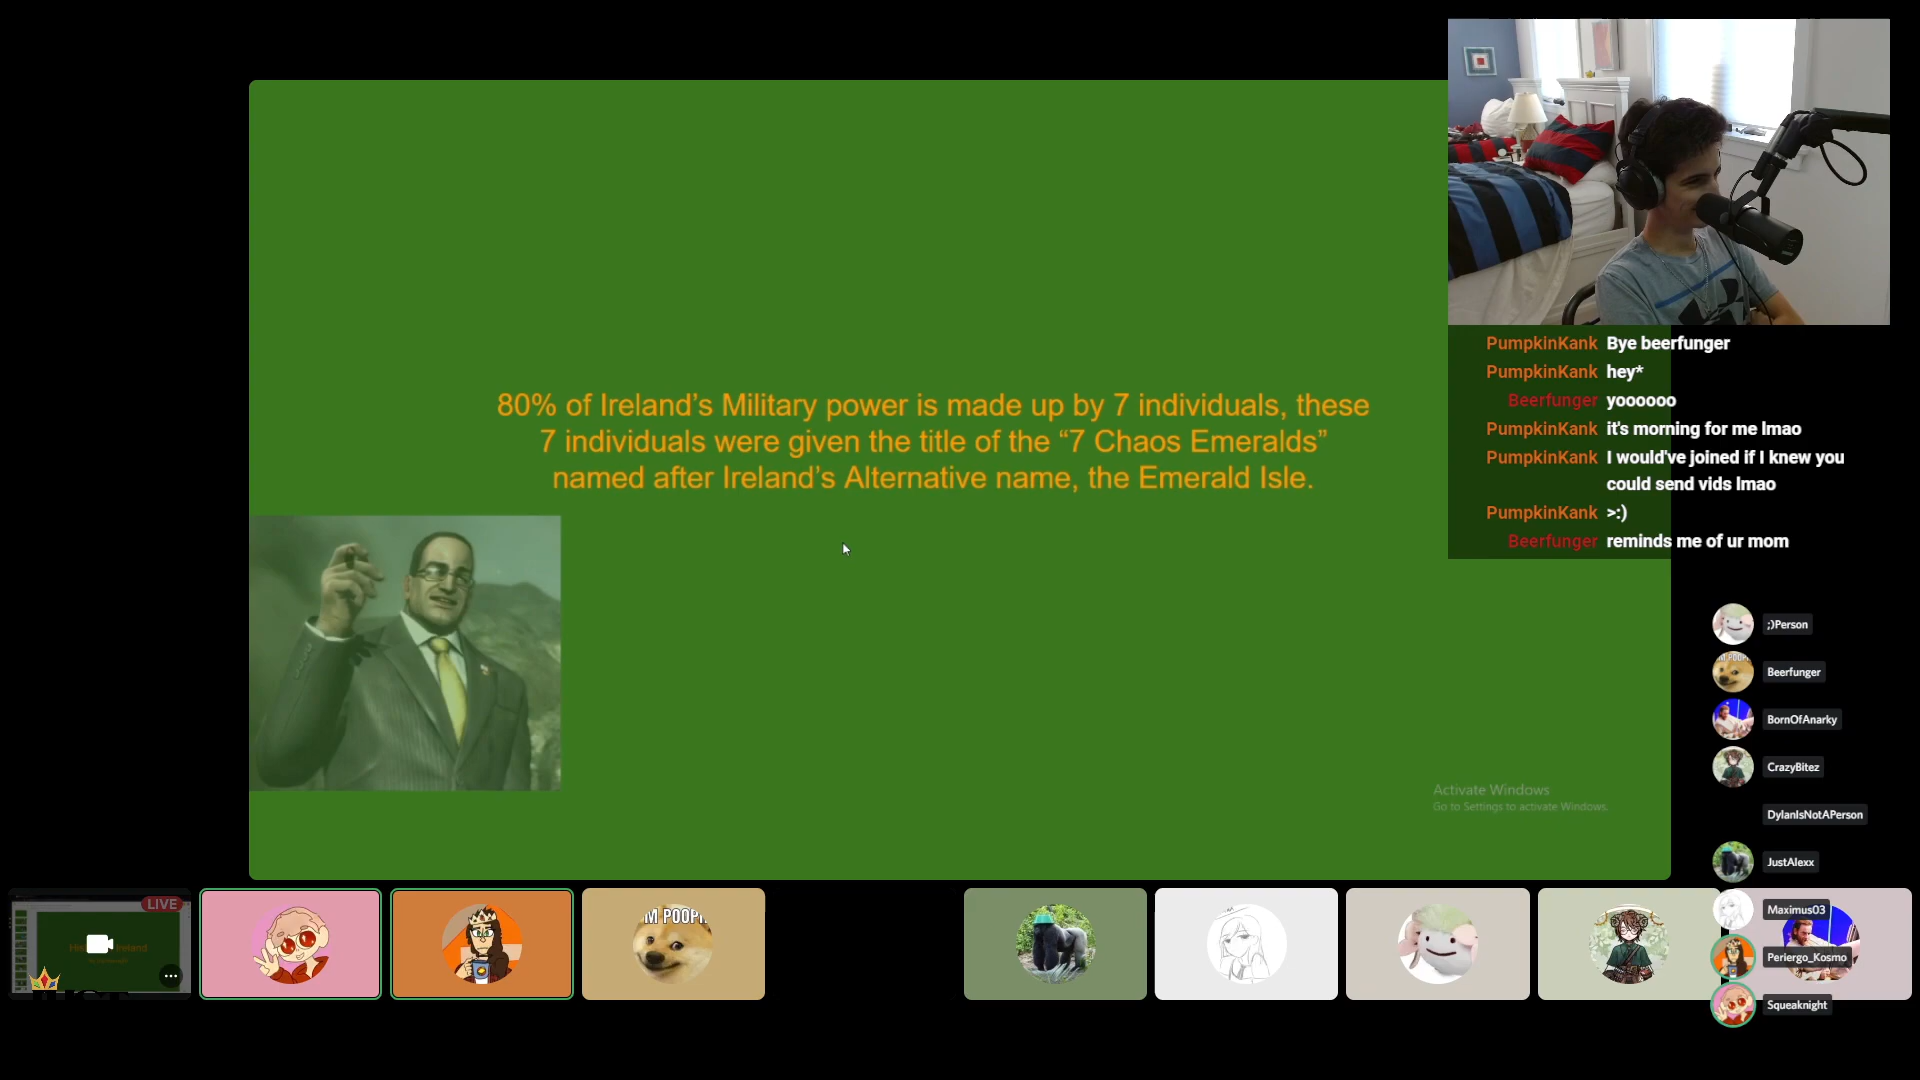 80% of Ireland’s Military power is made up by 7 individuals, these
7 individuals were given the title of the “7 Chaos Emeralds”
named after Ireland’s Alternative name, the Emerald Isle.
PumpkinKank Bye beerfunger
PumpkinKank hey*
Beerfunger yoooooo
PumpkinKank it's morning for me lmao
PumpkinKank I would've joined if I knew you
could send vids lmao
PumpkinKank >:)
Beerfunger reminds me of ur mom
;)Person
Beerfunger
BornOfAnarky
CrazyBitez
DylanIsNotAPerson
JustAlexx
Maximus03
Periergo_Kosmo
Squeaknight
Activate Windows
Go to Settings to activate Windows.
LIVE